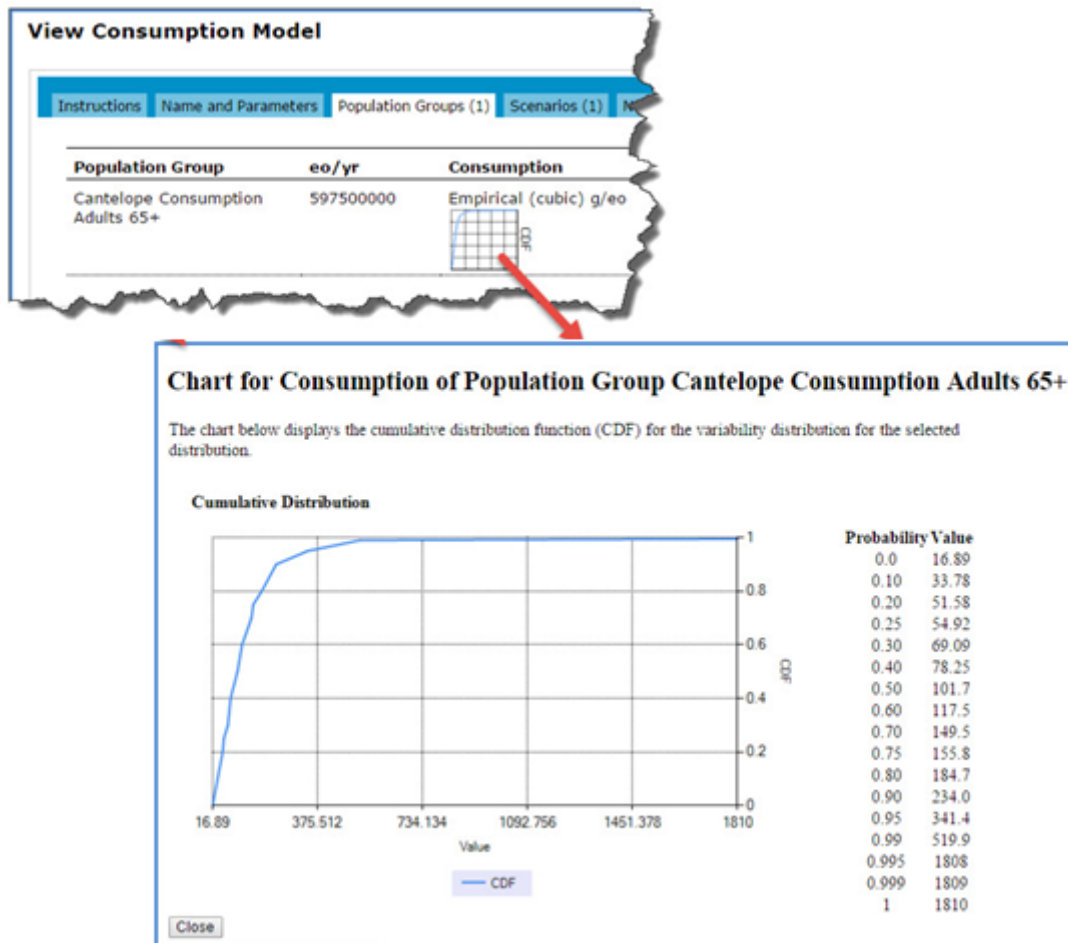 View Consumption Model
Instructions Name and Parameters Population Groups (1) Scenarios (1)
Population Group eo/yr Consumption
Cantelope Consumption 597500000 Empirical (cubic) g/eo
Adults 65+
CDF
Chart for Consumption of Population Group Cantelope Consumption Adults 65+
The chart below displays the cumulative distribution function (CDF) for the variability distribution for the selected
distribution.
Cumulative Distribution
1
0.8
0.6
0.4
0.2
0
CDF
16.89 375.512 734.134 1092.756 1451.378 1810
Value
CDF
Probability Value
0.0 16.89
0.10 33.78
0.20 51.58
0.25 54.92
0.30 69.09
0.40 78.25
0.50 101.7
0.60 117.5
0.70 149.5
0.75 155.8
0.80 184.7
0.90 234.0
0.95 341.4
0.99 519.9
0.995 1808
0.999 1809
1 1810
Close